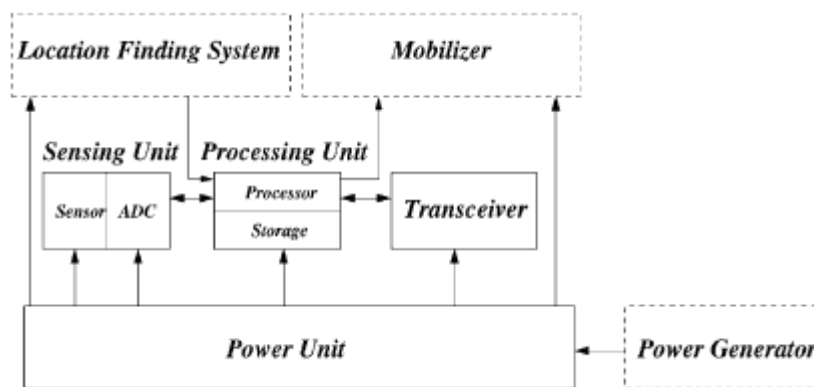 Location Finding System
Mobilizer
Sensing Unit
Processing Unit
Sensor
ADC
Processor
Storage
Transceiver
Power Unit
Power Generator